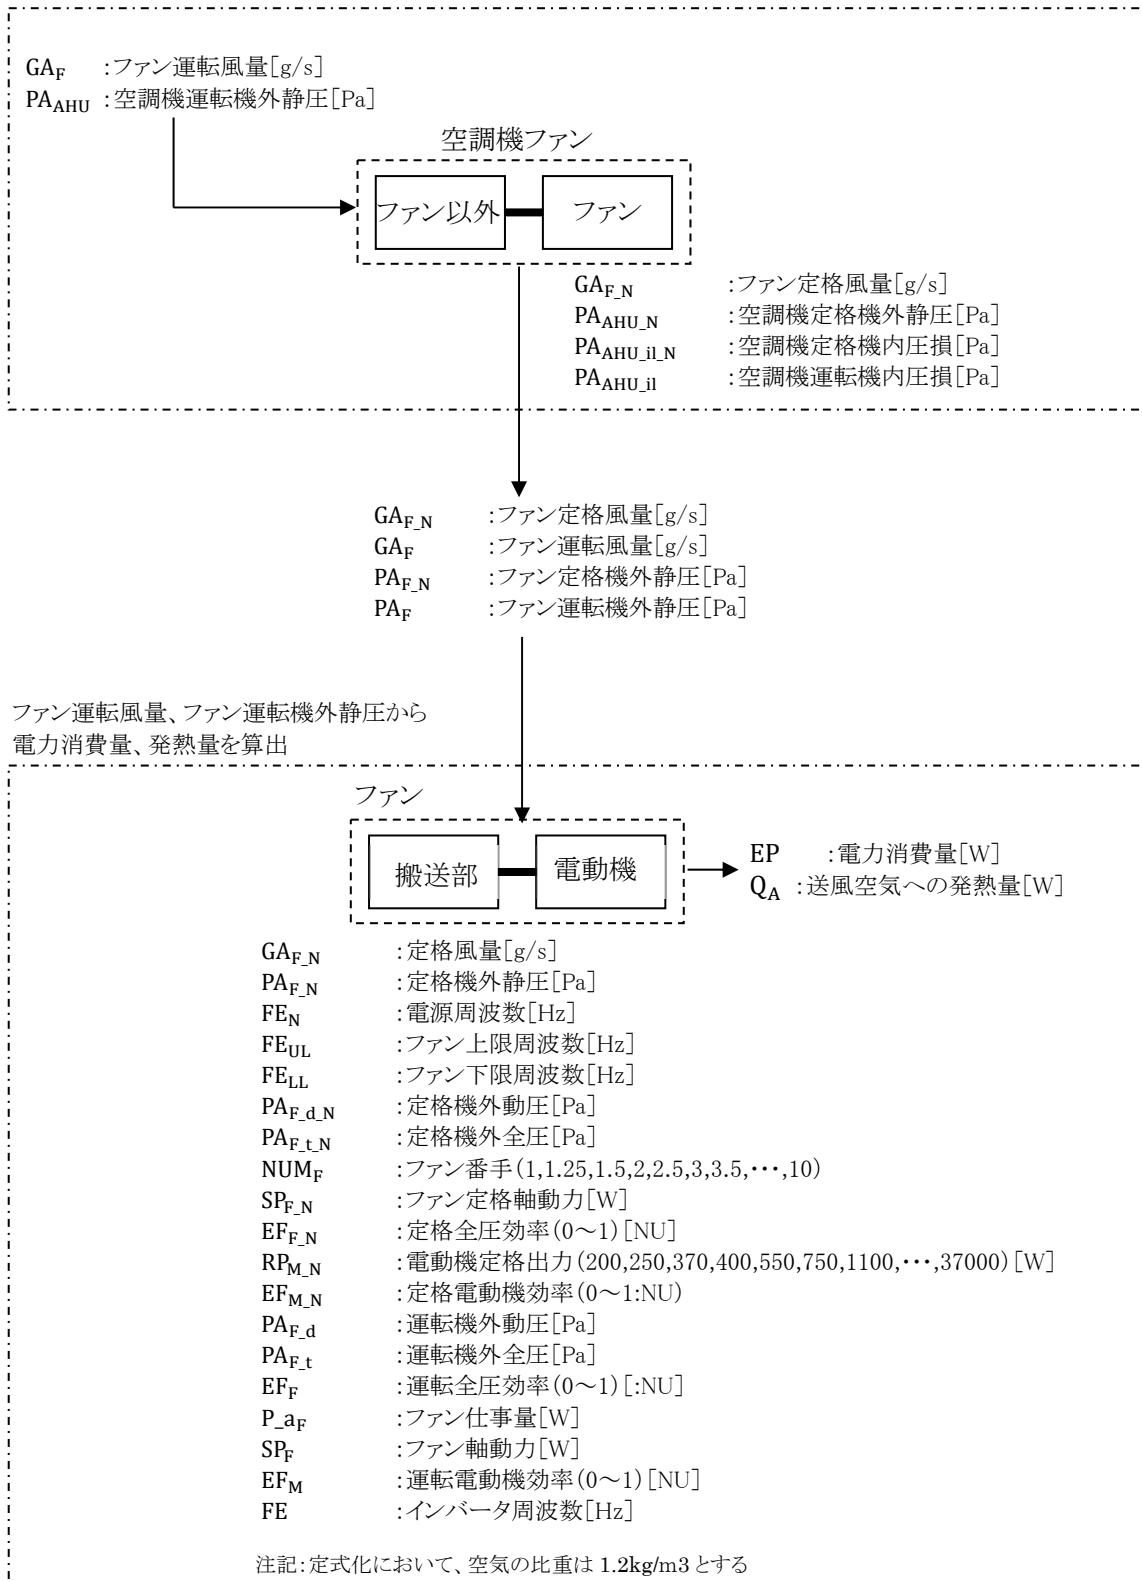 GA_F :ファン運転風量[g/s]
PA_AHU :空調機運転機外静圧[Pa]
空調機ファン
ファン以外 ファン
GA_F_N :ファン定格風量[g/s]
PA_AHU_N :空調機定格機外静圧[Pa]
PA_AHU_il_N :空調機定格機内圧損[Pa]
PA_AHU_il :空調機運転機内圧損[Pa]
GA_F_N :ファン定格風量[g/s]
GA_F :ファン運転風量[g/s]
PA_F_N :ファン定格機外静圧[Pa]
PA_F :ファン運転機外静圧[Pa]
ファン運転風量、ファン運転機外静圧から
電力消費量、発熱量を算出
ファン
搬送部 電動機
EP :電力消費量[W]
Q_A :送風空気への発熱量[W]
GA_F_N :定格風量[g/s]
PA_F_N :定格機外静圧[Pa]
FE_N :電源周波数[Hz]
FE_UL :ファン上限周波数[Hz]
FE_LL :ファン下限周波数[Hz]
PA_F_d_N :定格機外動圧[Pa]
PA_F_t_N :定格機外全圧[Pa]
NUM_F :ファン番手(1,1.25,1.5,2,2.5,3,3.5,・・・,10)
SP_F_N :ファン定格軸動力[W]
EF_F_N :定格全圧効率(0～1)[NU]
RP_M_N :電動機定格出力(200,250,370,400,550,750,1100,・・・,37000)[W]
EF_M_N :定格電動機効率(0～1:NU)
PA_F_d :運転機外動圧[Pa]
PA_F_t :運転機外全圧[Pa]
EF_F :運転全圧効率(0～1)[:NU]
P_a_F :ファン仕事量[W]
SP_F :ファン軸動力[W]
EF_M :運転電動機効率(0～1)[NU]
FE :インバータ周波数[Hz]
注記:定式化において、空気の比重は 1.2kg/m3 とする